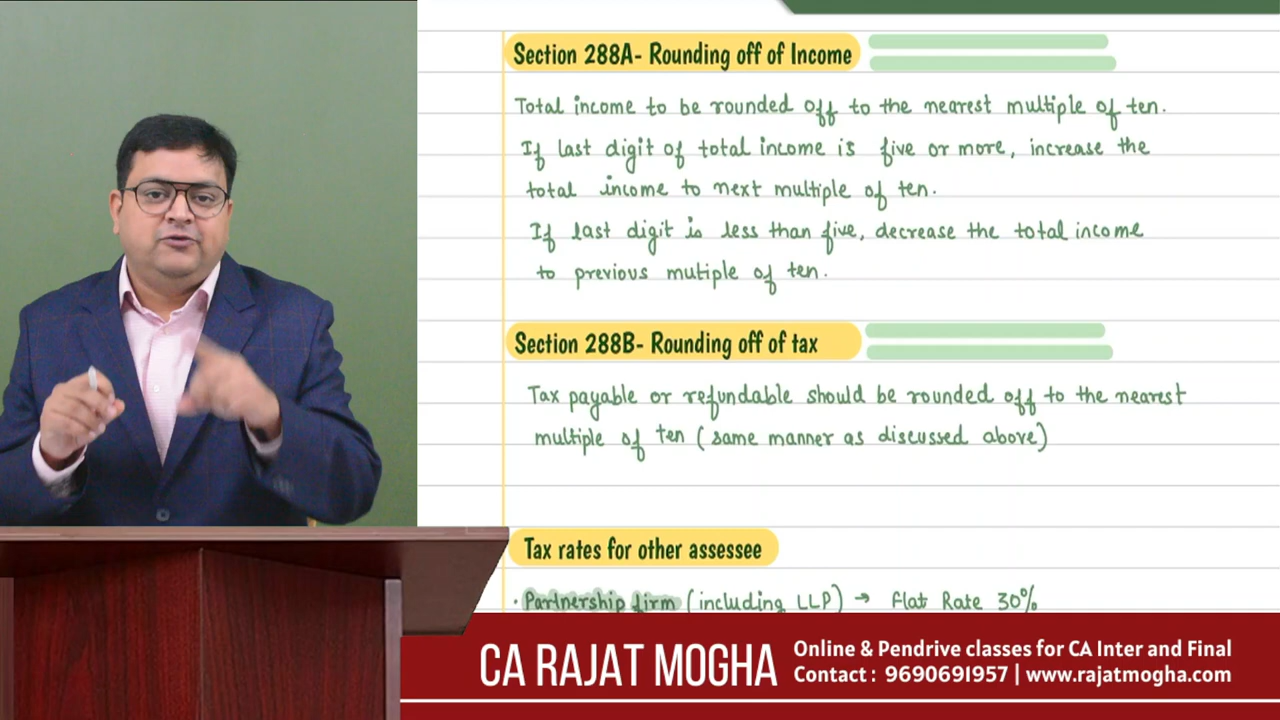 Section 288A- Rounding off of Income
Total income to be rounded off to the nearest multiple of ten.
If last digit of total income is five or more, increase the
total income to next multiple of ten.
If last digit is less than five, decrease the total income
to previous mutiple of ten.
Section 288B- Rounding off of tax
Tax payable or refundable should be rounded off to the nearest
multiple of ten (same manner as discussed above)
Tax rates for other assessee
· Partnership firm (including LLP) → Flat Rate 30%
CA RAJAT MOGHA
Online & Pendrive classes for CA Inter and Final
Contact : 9690691957 | www.rajatmogha.com